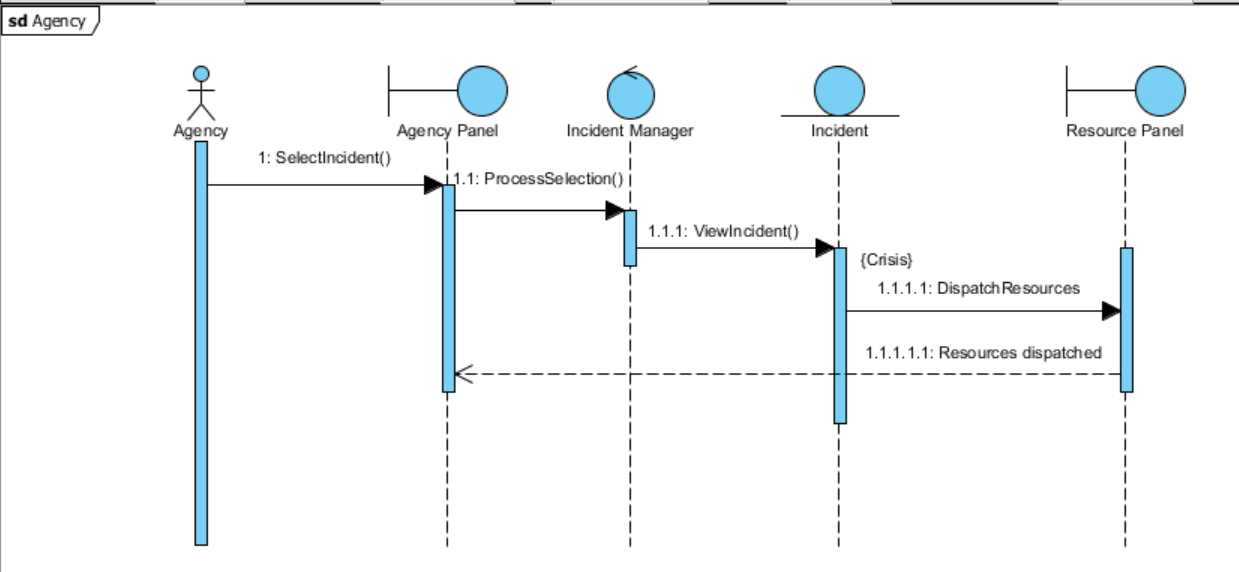 sd Agency
Agency
Agency Panel
Incident Manager
Incident
Resource Panel
1: SelectIncident()
1.1: ProcessSelection()
1.1.1: ViewIncident()
{Crisis}
1.1.1.1: DispatchResources
1.1.1.1.1: Resources dispatched